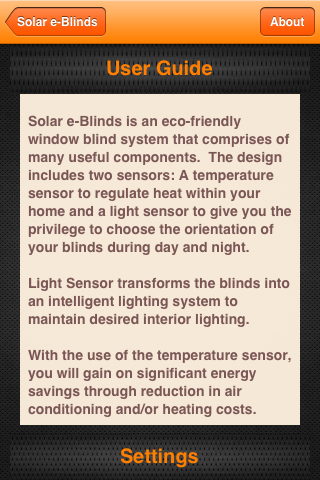 Solar e-Blinds
About
User Guide
Solar e-Blinds is an eco-friendly
window blind system that comprises of
many useful components.  The design
includes two sensors: A temperature
sensor to regulate heat within your
home and a light sensor to give you the
privilege to choose the orientation of
your blinds during day and night.
Light Sensor transforms the blinds into
an intelligent lighting system to
maintain desired interior lighting.
With the use of the temperature sensor,
you will gain on significant energy
savings through reduction in air
conditioning and/or heating costs.
Settings